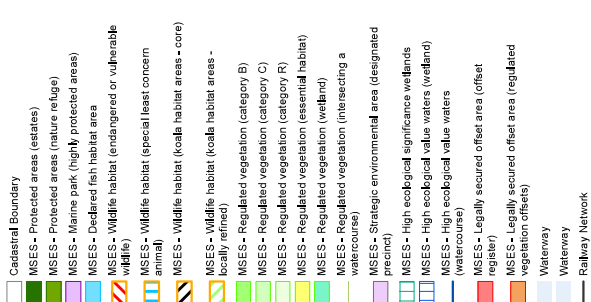 Cadastral Boundary
MSES - Protected areas (estates)
MSES - Protected areas (nature refuge)
MSES - Marine park (highly protected areas)
MSES - Declared fish habitat area
MSES - Wildlife habitat (endangered or vulnerable
wildlife)
MSES - Wildlife habitat (special least concern
animal)
MSES - Wildlife habitat (koala habitat areas - core)
MSES - Wildlife habitat (koala habitat areas -
locally refined)
MSES - Regulated vegetation (category B)
MSES - Regulated vegetation (category C)
MSES - Regulated vegetation (category R)
MSES - Regulated vegetation (essential habitat)
MSES - Regulated vegetation (wetland)
MSES - Regulated vegetation (intersecting a
watercourse)
MSES - Strategic environmental area (designated
precinct)
MSES - High ecological significance wetlands
MSES - High ecological value waters (wetland)
MSES - High ecological value waters
(watercourse)
MSES - Legally secured offset area (offset
register)
MSES - Legally secured offset area (regulated
vegetation offsets)
Waterway
Waterway
Railway Network